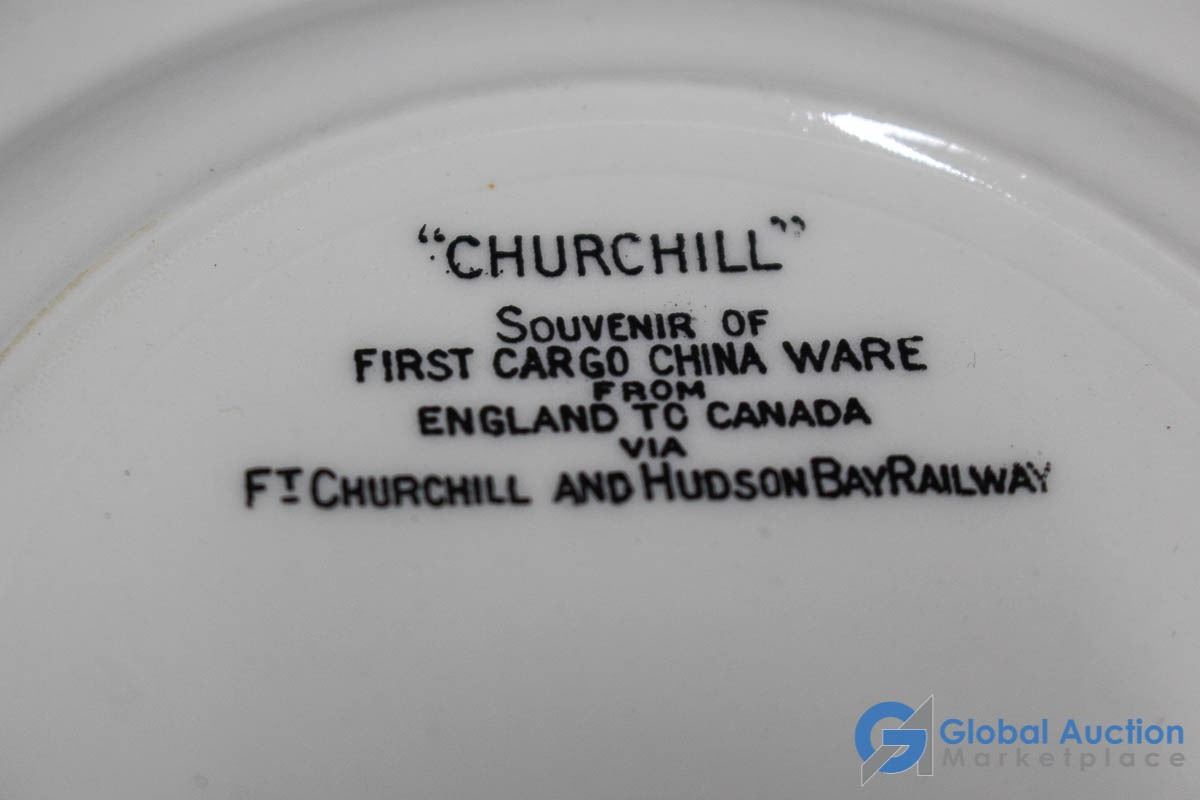 “CHURCHILL”
SOUVENIR OF
FIRST CARGO CHINA WARE
FROM
ENGLAND TO CANADA
VIA
FT CHURCHILL AND HUDSON BAY RAILWAY
Global Auction
Marketplace